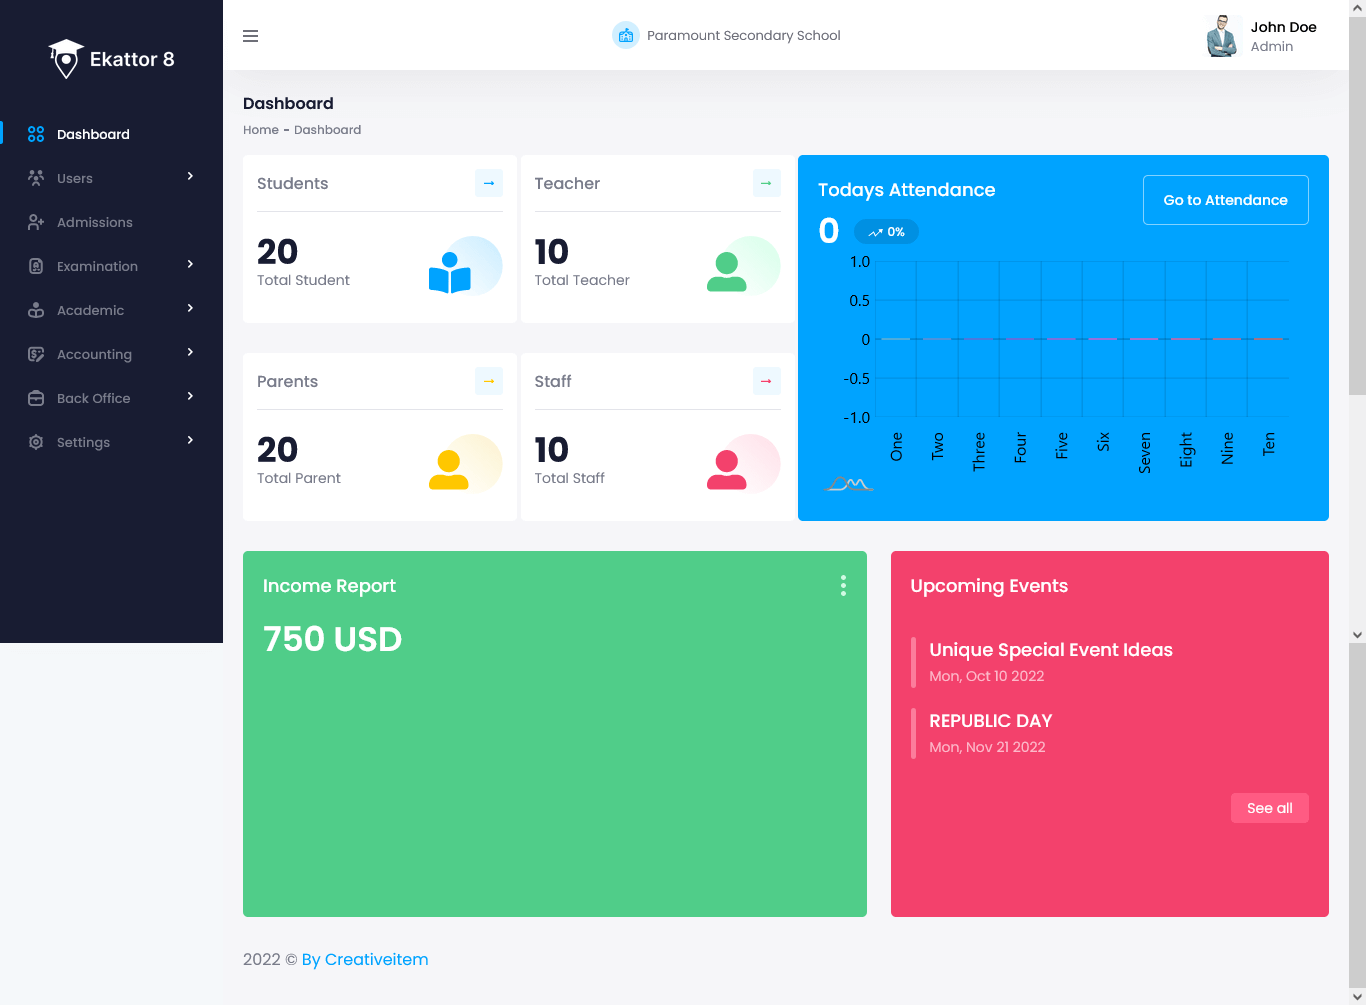 Ekattor 8
Dashboard
Users
Admissions
Examination
Academic
Accounting
Back Office
Settings
Paramount Secondary School
John Doe
Admin
Dashboard
Home - Dashboard
Students
20
Total Student
Teacher
10
Total Teacher
Parents
20
Total Parent
Staff
10
Total Staff
Todays Attendance
Go to Attendance
0
0%
1.0
0.5
0
-0.5
-1.0
One
Two
Three
Four
Five
Six
Seven
Eight
Nine
Ten
Income Report
750 USD
Upcoming Events
Unique Special Event Ideas
Mon, Oct 10 2022
REPUBLIC DAY
Mon, Nov 21 2022
See all
2022 © By Creativeitem